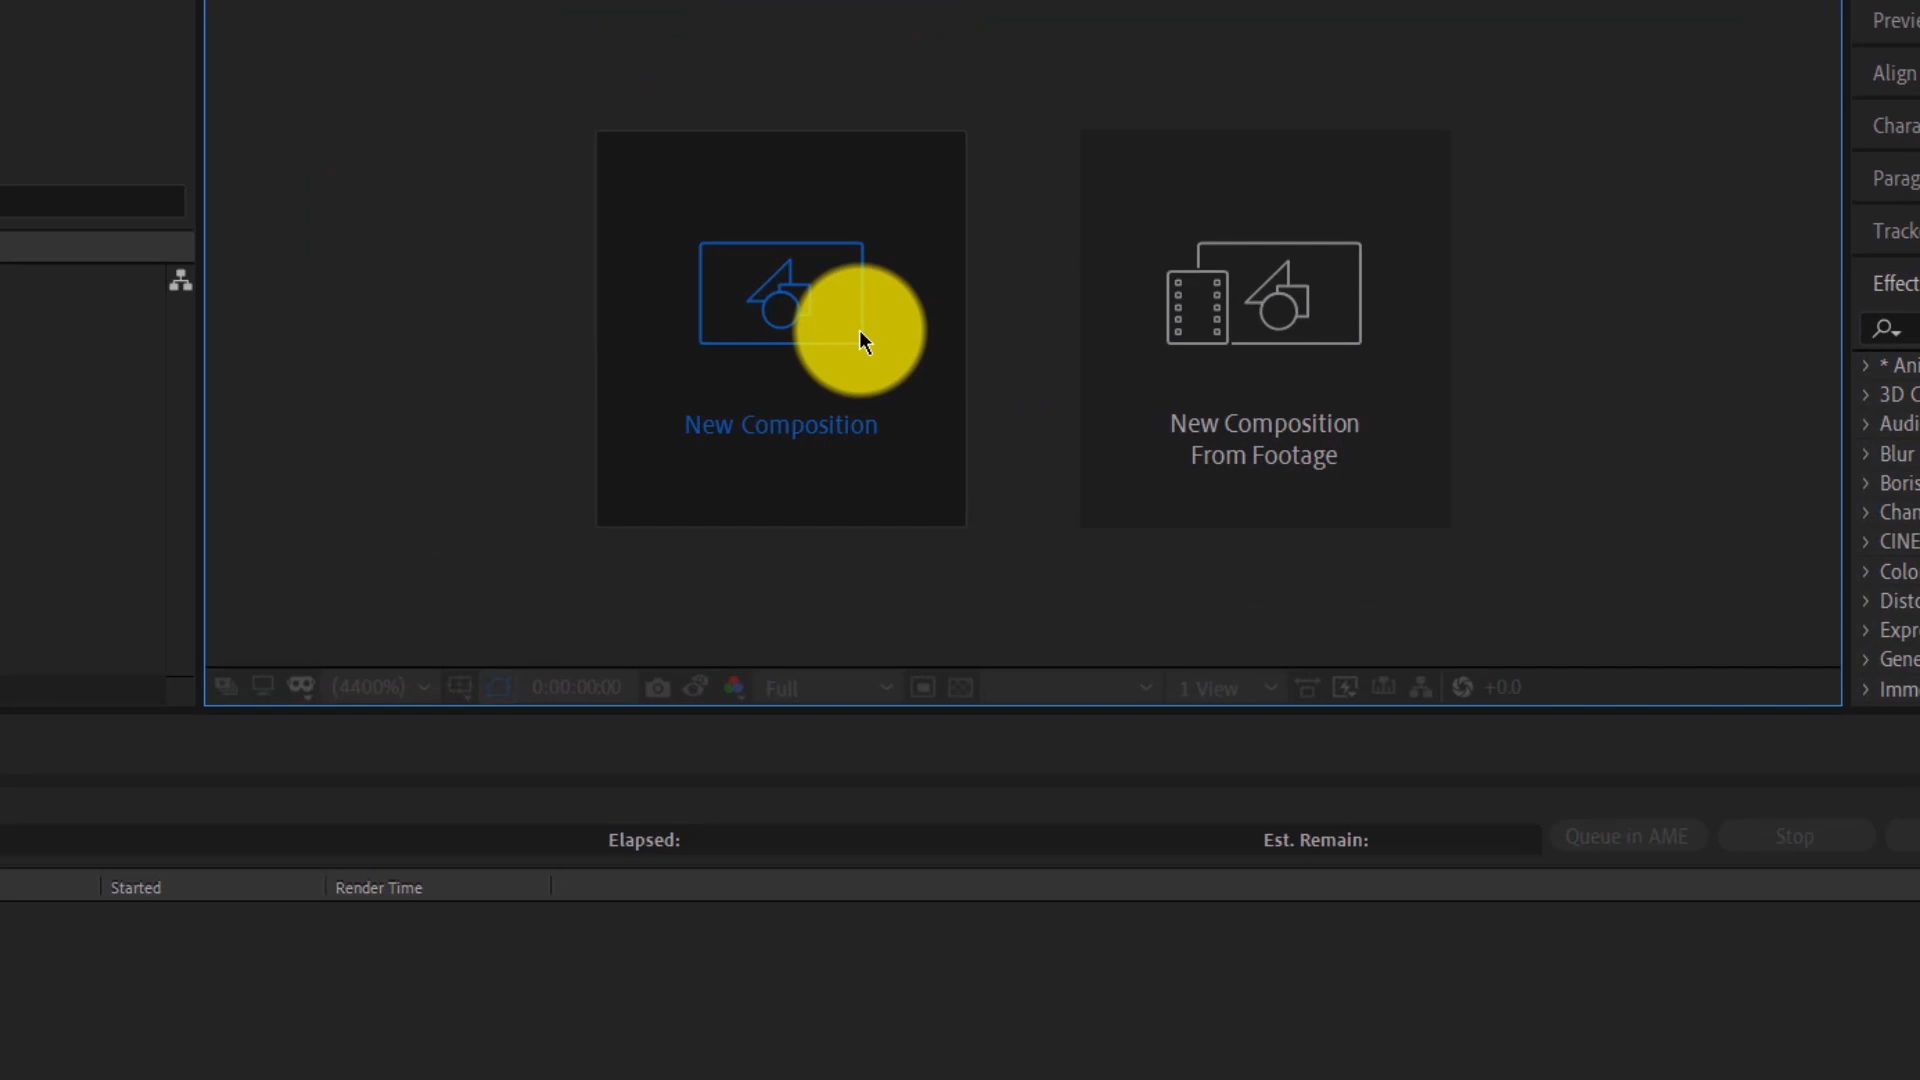 Previe
Align
Chara
Parag
Track
Effect
New Composition
New Composition
From Footage
* Ani
3D C
Audi
Blur
Boris
Chan
CINE
Colo
Disto
Expr
Gene
Imm
(4400%)
0:00:00:00
Full
1 View
+0.0
Elapsed:
Est. Remain:
Queue in AME
Stop
Started
Render Time